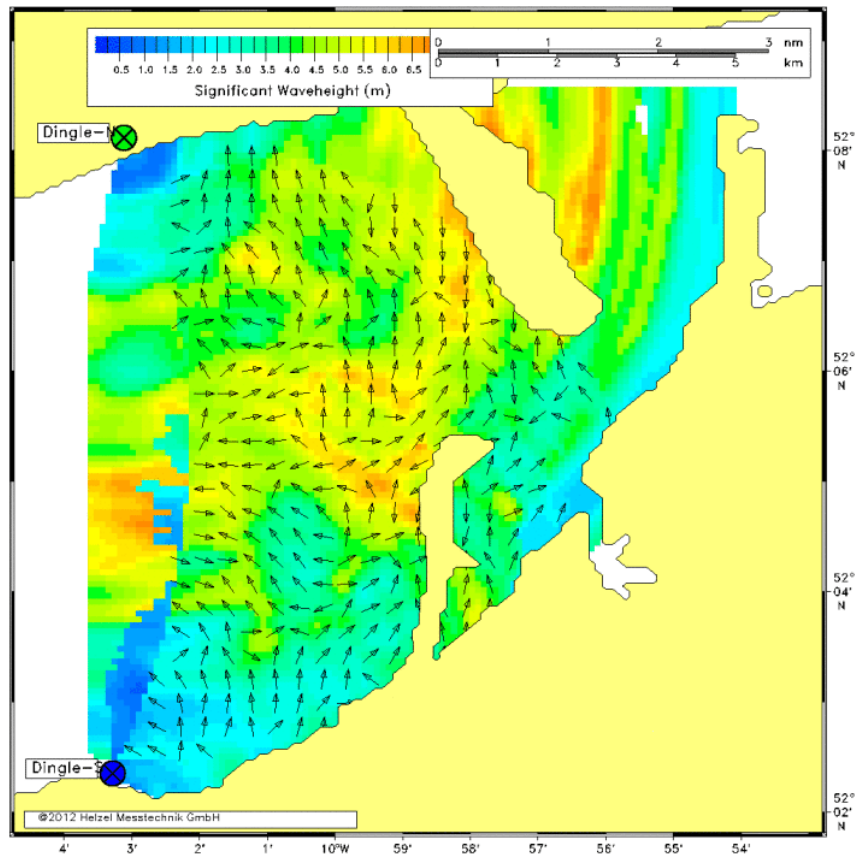 1 2 3 nm
0.5 1.0 1.5 2.0 2.5 3.0 3.5 4.0 4.5 5.0 5.5 6.0 6.5
0 1 2 3 4 5 km
Significant Waveheight (m)
Dingle-N
52°
08'
N
52°
06'
N
52°
04'
N
Dingle-S
52°
02'
N
©2012 Helzel Messtechnik GmbH
4' 3' 2' 1' 10°W 59' 58' 57' 56' 55' 54'